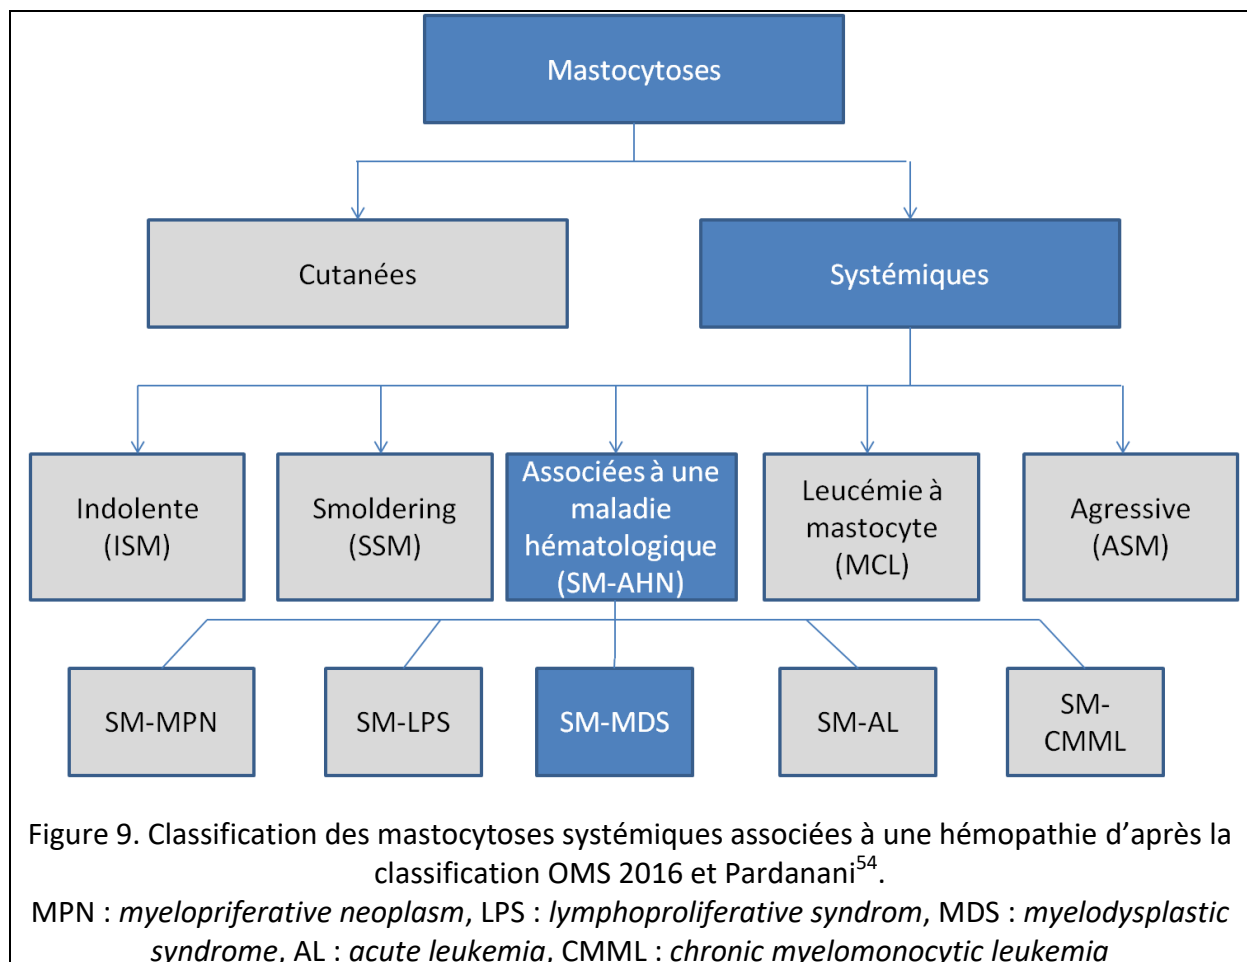 Mastocytoses
Cutanées
Systémiques
Indolente
(ISM)
Smoldering
(SSM)
Associées à une
maladie
hématologique
(SM-AHN)
Leucémie à
mastocyte
(MCL)
Agressive
(ASM)
SM-MPN
SM-LPS
SM-MDS
SM-AL
SM-
CMML
Figure 9. Classification des mastocytoses systémiques associées à une hémopathie d’après la
classification OMS 2016 et Pardanani54.
MPN : myelopriferative neoplasm, LPS : lymphoproliferative syndrom, MDS : myelodysplastic
syndrome, AL : acute leukemia, CMML : chronic myelomonocytic leukemia